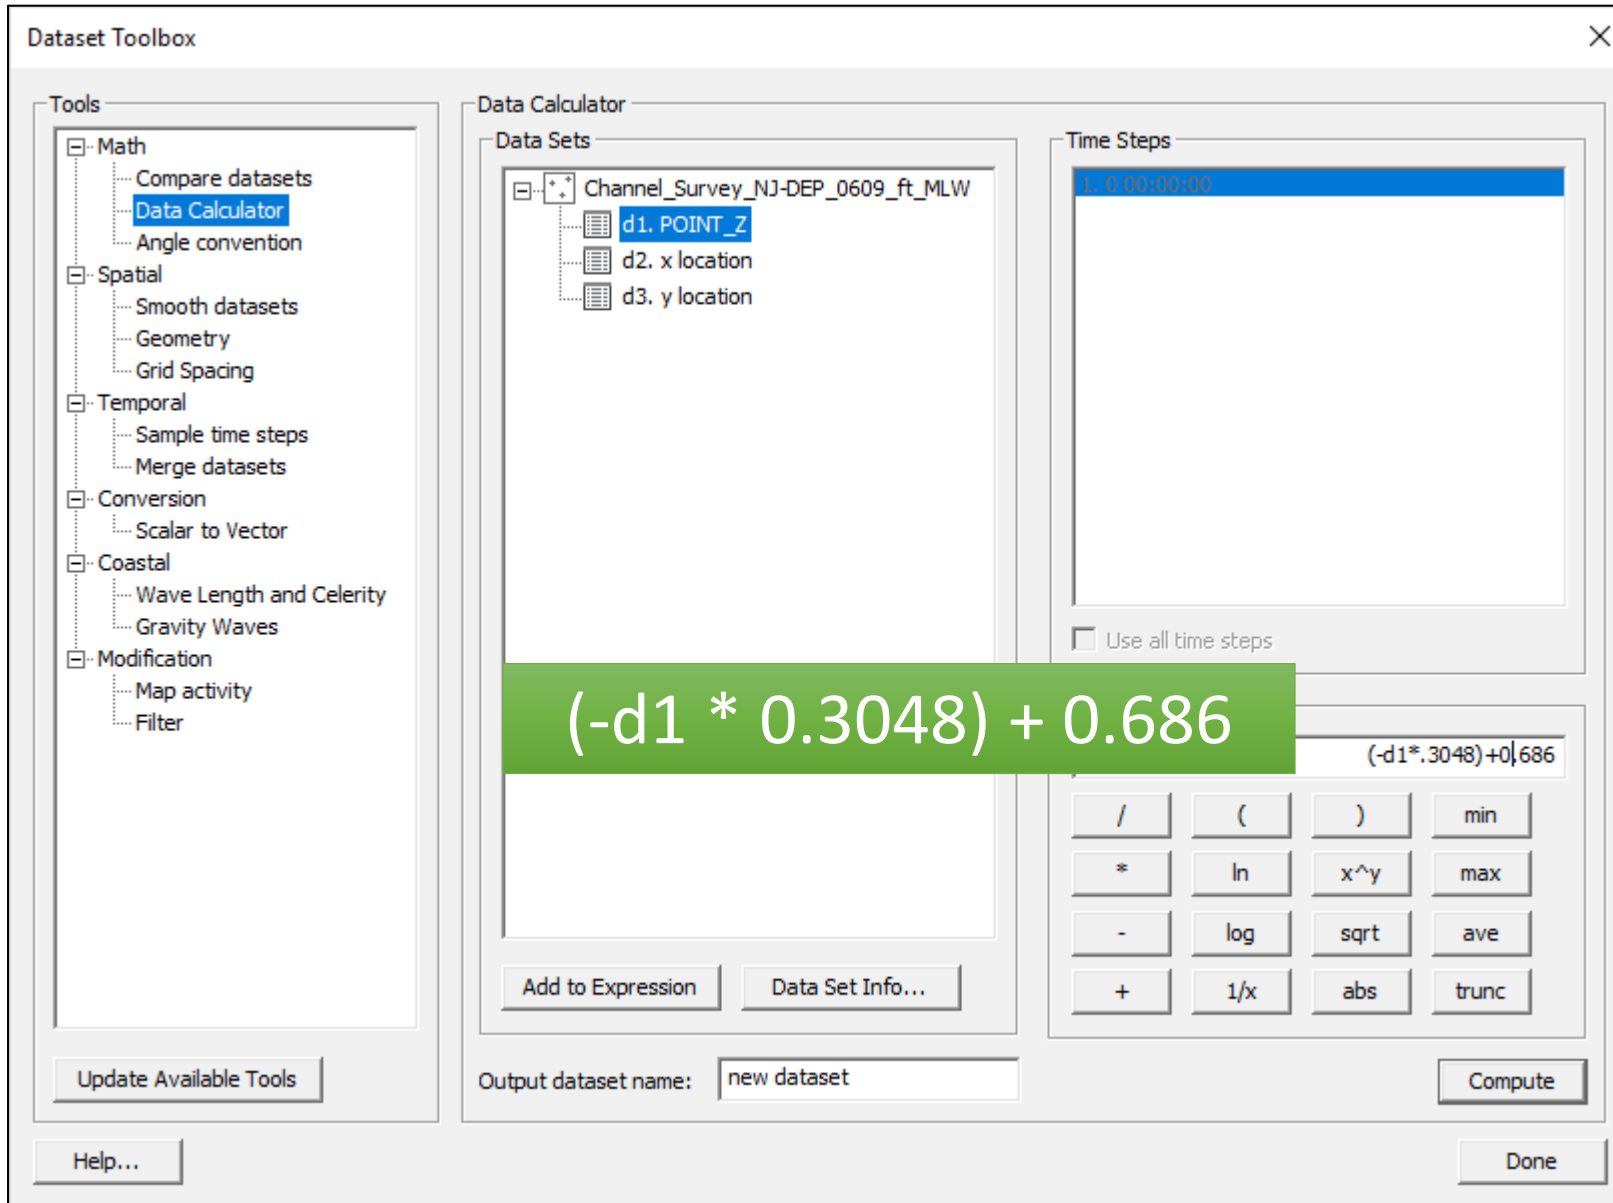 Dataset Toolbox
Tools
Math
Compare datasets
Data Calculator
Angle convention
Spatial
Smooth datasets
Geometry
Grid Spacing
Temporal
Sample time steps
Merge datasets
Conversion
Scalar to Vector
Coastal
Wave Length and Celerity
Gravity Waves
Modification
Map activity
Filter
Update Available Tools
Help...
Data Calculator
Data Sets
Channel_Survey_NJ-DEP_0609_ft_MLW
d1. POINT_Z
d2. x location
d3. y location
Add to Expression
Data Set Info...
Time Steps
1. 0 00:00:00
Use all time steps
(-d1 * 0.3048) + 0.686
(-d1*.3048)+0.686
/ ( ) min
* ln x^y max
- log sqrt ave
+ 1/x abs trunc
Output dataset name: new dataset
Compute
Done